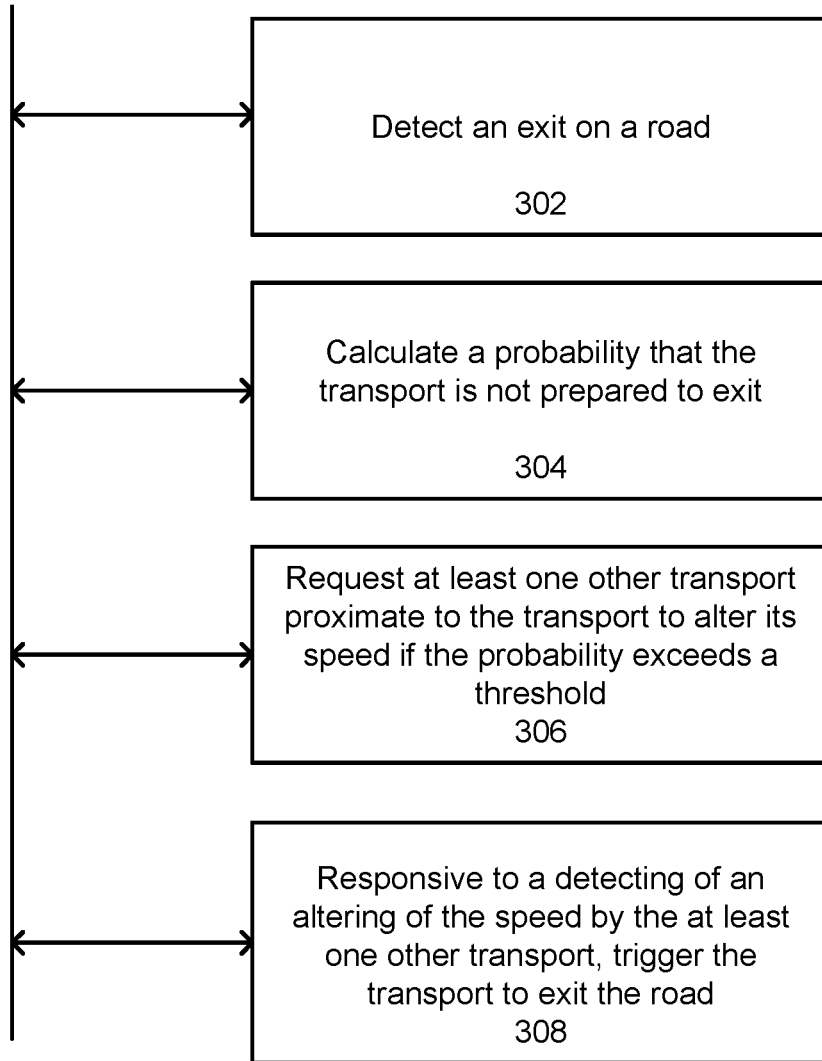 Detect an exit on a road
302
Calculate a probability that the
transport is not prepared to exit
304
Request at least one other transport
proximate to the transport to alter its
speed if the probability exceeds a
threshold
306
Responsive to a detecting of an
altering of the speed by the at least
one other transport, trigger the
transport to exit the road
308